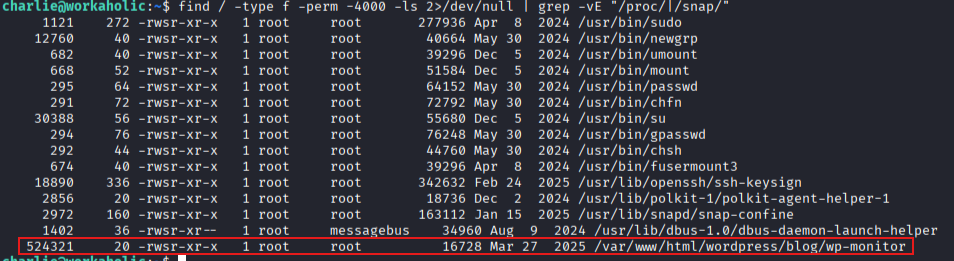 charlie@workaholic:~$ find / -type f -perm -4000 -ls 2>/dev/null | grep -vE "/proc/|/snap/"
1121 272 -rwsr-xr-x 1 root root 277936 Apr 8 2024 /usr/bin/sudo
12760 40 -rwsr-xr-x 1 root root 40664 May 30 2024 /usr/bin/newgrp
682 40 -rwsr-xr-x 1 root root 39296 Dec 5 2024 /usr/bin/umount
668 52 -rwsr-xr-x 1 root root 51584 Dec 5 2024 /usr/bin/mount
295 64 -rwsr-xr-x 1 root root 64152 May 30 2024 /usr/bin/passwd
291 72 -rwsr-xr-x 1 root root 72792 May 30 2024 /usr/bin/chfn
30388 56 -rwsr-xr-x 1 root root 55680 Dec 5 2024 /usr/bin/su
294 76 -rwsr-xr-x 1 root root 76248 May 30 2024 /usr/bin/gpasswd
292 44 -rwsr-xr-x 1 root root 44760 May 30 2024 /usr/bin/chsh
674 40 -rwsr-xr-x 1 root root 39296 Apr 8 2024 /usr/bin/fusermount3
18890 336 -rwsr-xr-x 1 root root 342632 Feb 24 2025 /usr/lib/openssh/ssh-keysign
2856 20 -rwsr-xr-x 1 root root 18736 Dec 2 2024 /usr/lib/polkit-1/polkit-agent-helper-1
2972 160 -rwsr-xr-x 1 root root 163112 Jan 15 2025 /usr/lib/snapd/snap-confine
1402 36 -rwsr-xr-- 1 root messagebus 34960 Aug 9 2024 /usr/lib/dbus-1.0/dbus-daemon-launch-helper
524321 20 -rwsr-xr-x 1 root root 16728 Mar 27 2025 /var/www/html/wordpress/blog/wp-monitor
charlie@workaholic:~$